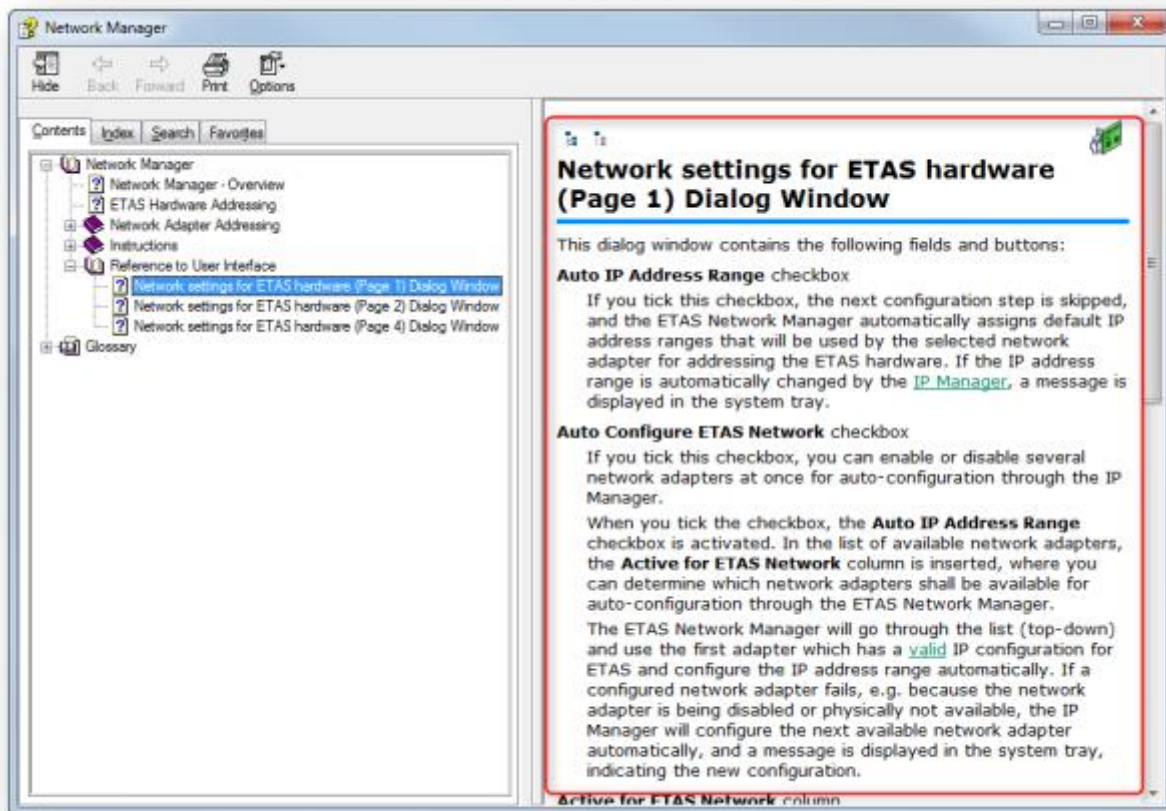 Network Manager
Hide
Back
Forward
Print
Options
Contents
Index
Search
Favorites
Network Manager
Network Manager - Overview
ETAS Hardware Addressing
Network Adapter Addressing
Instructions
Reference to User Interface
Network settings for ETAS hardware (Page 1) Dialog Window
Network settings for ETAS hardware (Page 2) Dialog Window
Network settings for ETAS hardware (Page 4) Dialog Window
Glossary
Network settings for ETAS hardware
(Page 1) Dialog Window
This dialog window contains the following fields and buttons:
Auto IP Address Range checkbox
If you tick this checkbox, the next configuration step is skipped,
and the ETAS Network Manager automatically assigns default IP
address ranges that will be used by the selected network
adapter for addressing the ETAS hardware. If the IP address
range is automatically changed by the IP Manager, a message is
displayed in the system tray.
Auto Configure ETAS Network checkbox
If you tick this checkbox, you can enable or disable several
network adapters at once for auto-configuration through the IP
Manager.
When you tick the checkbox, the Auto IP Address Range
checkbox is activated. In the list of available network adapters,
the Active for ETAS Network column is inserted, where you
can determine which network adapters shall be available for
auto-configuration through the ETAS Network Manager.
The ETAS Network Manager will go through the list (top-down)
and use the first adapter which has a valid IP configuration for
ETAS and configure the IP address range automatically. If a
configured network adapter fails, e.g. because the network
adapter is being disabled or physically not available, the IP
Manager will configure the next available network adapter
automatically, and a message is displayed in the system tray,
indicating the new configuration.
Active for ETAS Network column